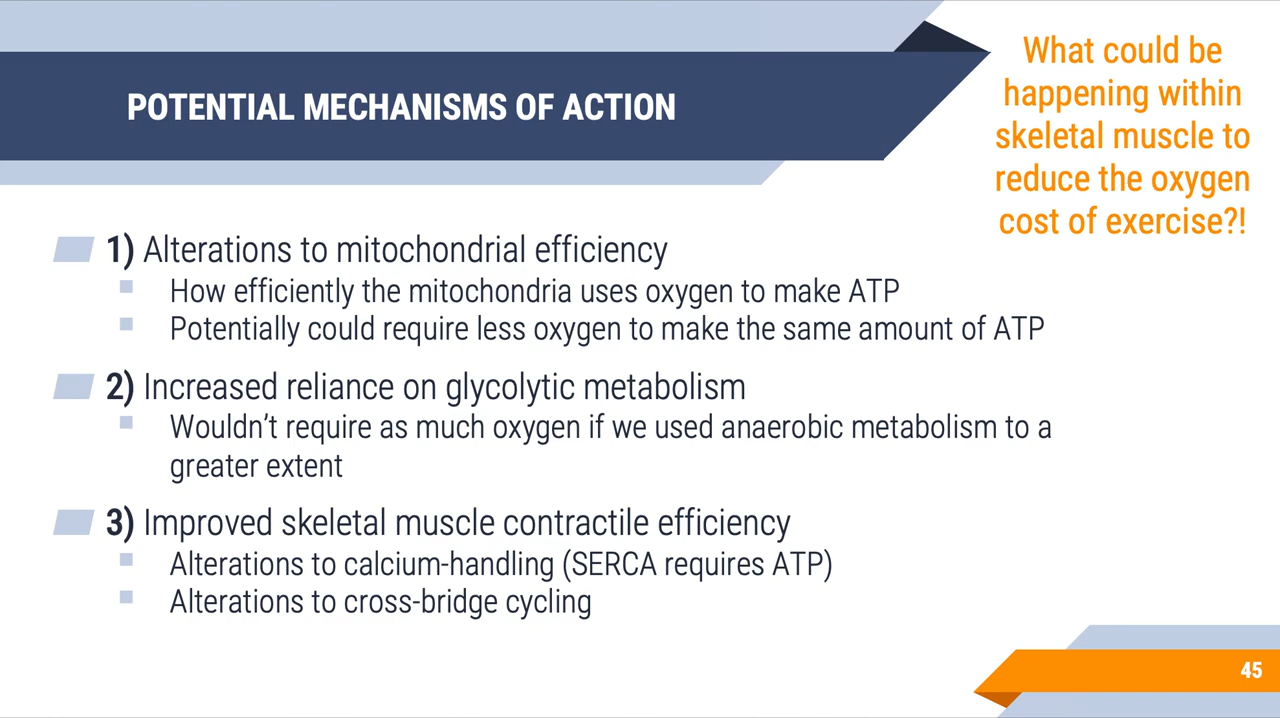 POTENTIAL MECHANISMS OF ACTION
What could be
happening within
skeletal muscle to
reduce the oxygen
cost of exercise?!
1) Alterations to mitochondrial efficiency
How efficiently the mitochondria uses oxygen to make ATP
Potentially could require less oxygen to make the same amount of ATP
2) Increased reliance on glycolytic metabolism
Wouldn’t require as much oxygen if we used anaerobic metabolism to a
greater extent
3) Improved skeletal muscle contractile efficiency
Alterations to calcium-handling (SERCA requires ATP)
Alterations to cross-bridge cycling
45